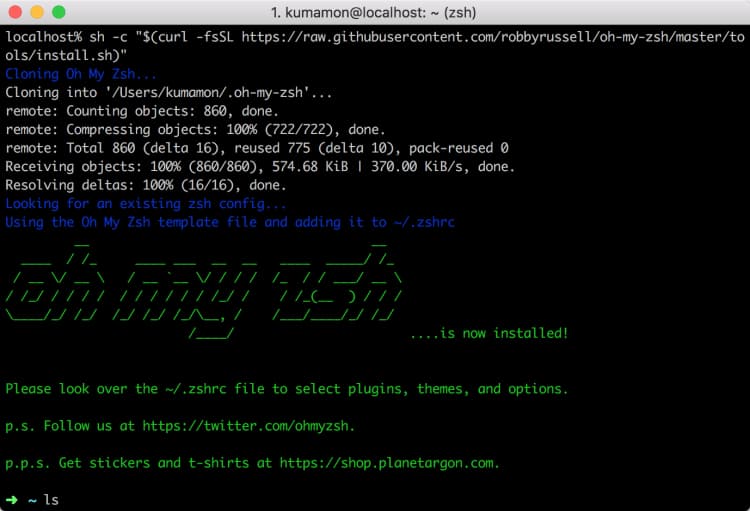 1. kumamon@localhost: ~ (zsh)
localhost% sh -c "$(curl -fsSL https://raw.githubusercontent.com/robbyrussell/oh-my-zsh/master/to
ols/install.sh)"
Cloning Oh My Zsh...
Cloning into '/Users/kumamon/.oh-my-zsh'...
remote: Counting objects: 860, done.
remote: Compressing objects: 100% (722/722), done.
remote: Total 860 (delta 16), reused 775 (delta 10), pack-reused 0
Receiving objects: 100% (860/860), 574.68 KiB | 370.00 KiB/s, done.
Resolving deltas: 100% (16/16), done.
Looking for an existing zsh config...
Using the Oh My Zsh template file and adding it to ~/.zshrc
oh my zsh
....is now installed!
Please look over the ~/.zshrc file to select plugins, themes, and options.
p.s. Follow us at https://twitter.com/ohmyzsh.
p.p.s. Get stickers and t-shirts at https://shop.planetargon.com.
➜ ~ ls